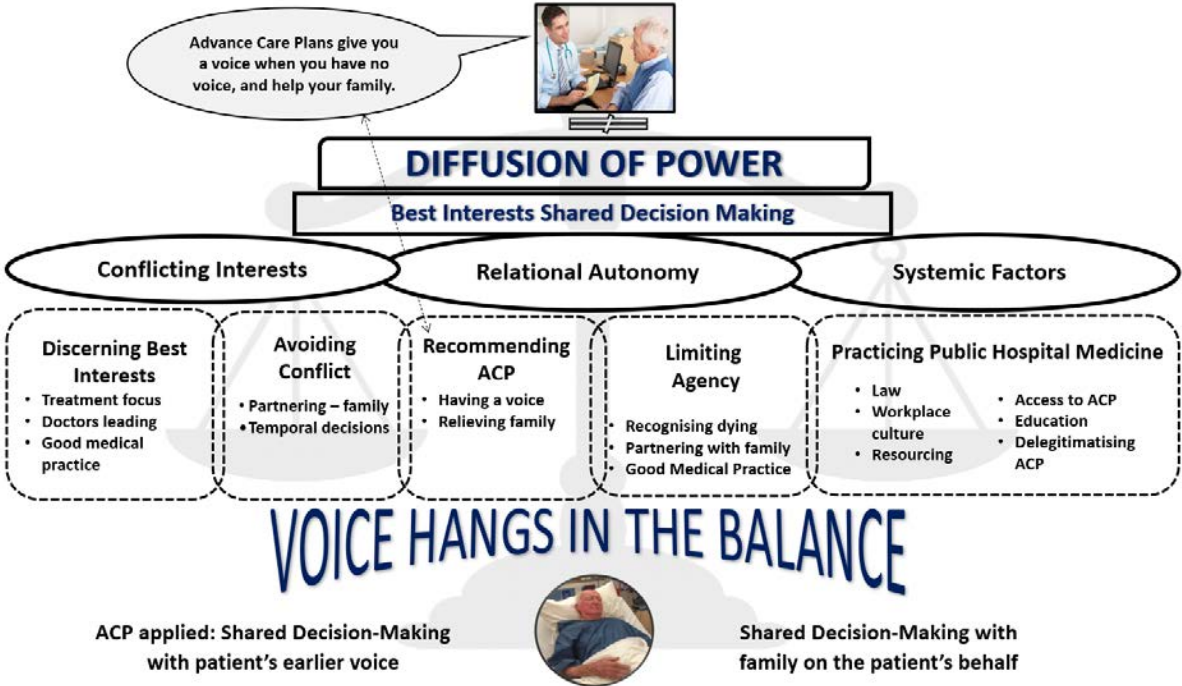 Advance Care Plans give you
a voice when you have no
voice, and help your family.
DIFFUSION OF POWER
Best Interests Shared Decision Making
Conflicting Interests
Relational Autonomy
Systemic Factors
Discerning Best
Interests
• Treatment focus
• Doctors leading
• Good medical
practice
Avoiding
Conflict
• Partnering – family
• Temporal decisions
Recommending
ACP
• Having a voice
• Relieving family
Limiting
Agency
• Recognising dying
• Partnering with family
• Good Medical Practice
Practicing Public Hospital Medicine
• Law
• Workplace
culture
• Resourcing
• Access to ACP
• Education
• Delegitimatising
ACP
VOICE HANGS IN THE BALANCE
ACP applied: Shared Decision-Making
with patient's earlier voice
Shared Decision-Making with
family on the patient's behalf